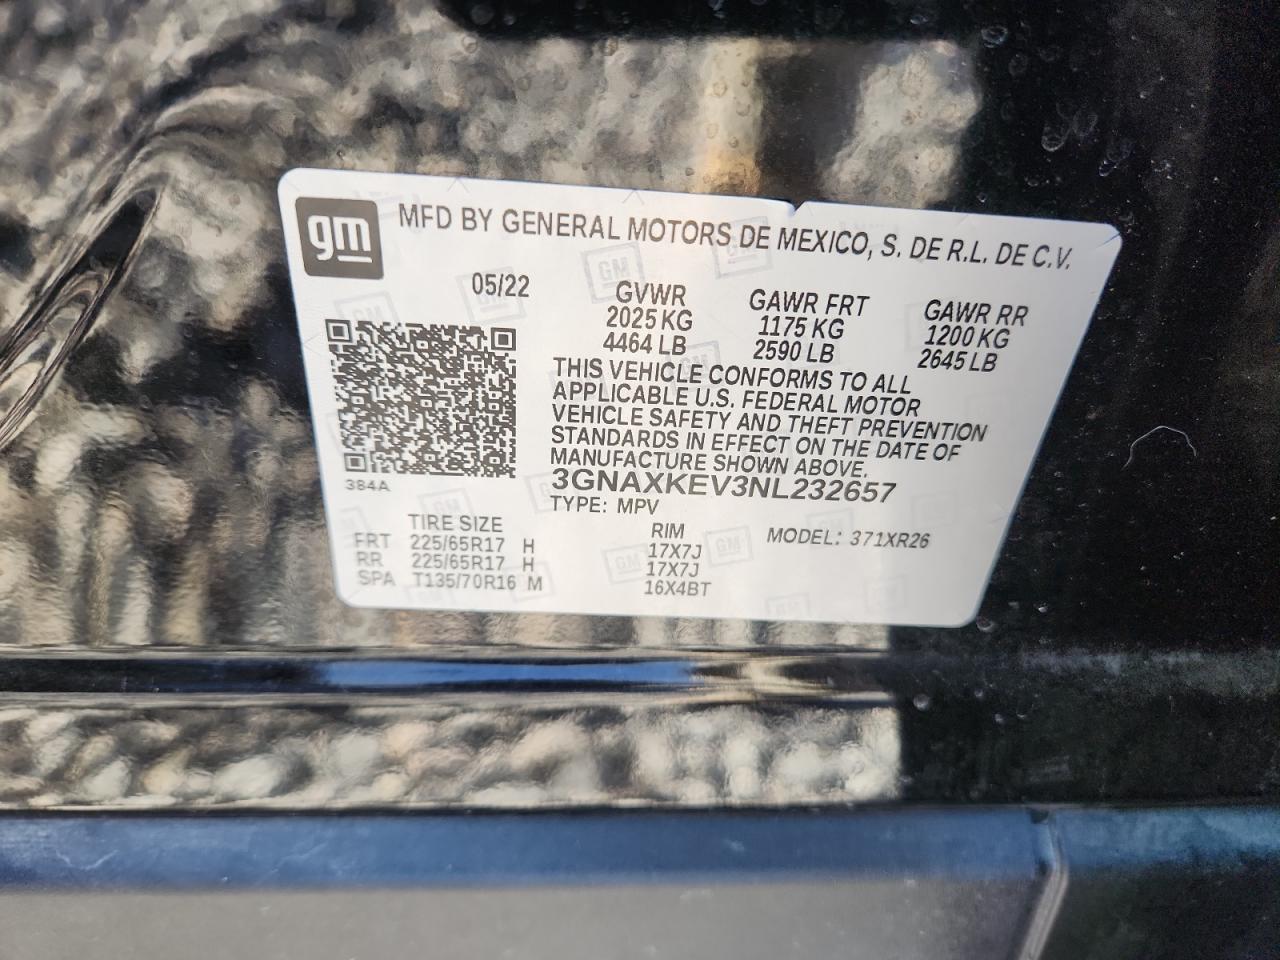 gm
MFD BY GENERAL MOTORS DE MEXICO, S. DE R.L. DE C.V.
05/22
GVWR GAWR FRT GAWR RR
2025 KG 1175 KG 1200 KG
4464 LB 2590 LB 2645 LB
THIS VEHICLE CONFORMS TO ALL
APPLICABLE U.S. FEDERAL MOTOR
VEHICLE SAFETY AND THEFT PREVENTION
STANDARDS IN EFFECT ON THE DATE OF
MANUFACTURE SHOWN ABOVE.
3GNAXKEV3NL232657
TYPE: MPV
384A
TIRE SIZE RIM MODEL: 371XR26
FRT 225/65R17 H 17X7J
RR 225/65R17 H 17X7J
SPA T135/70R16 M 16X4BT